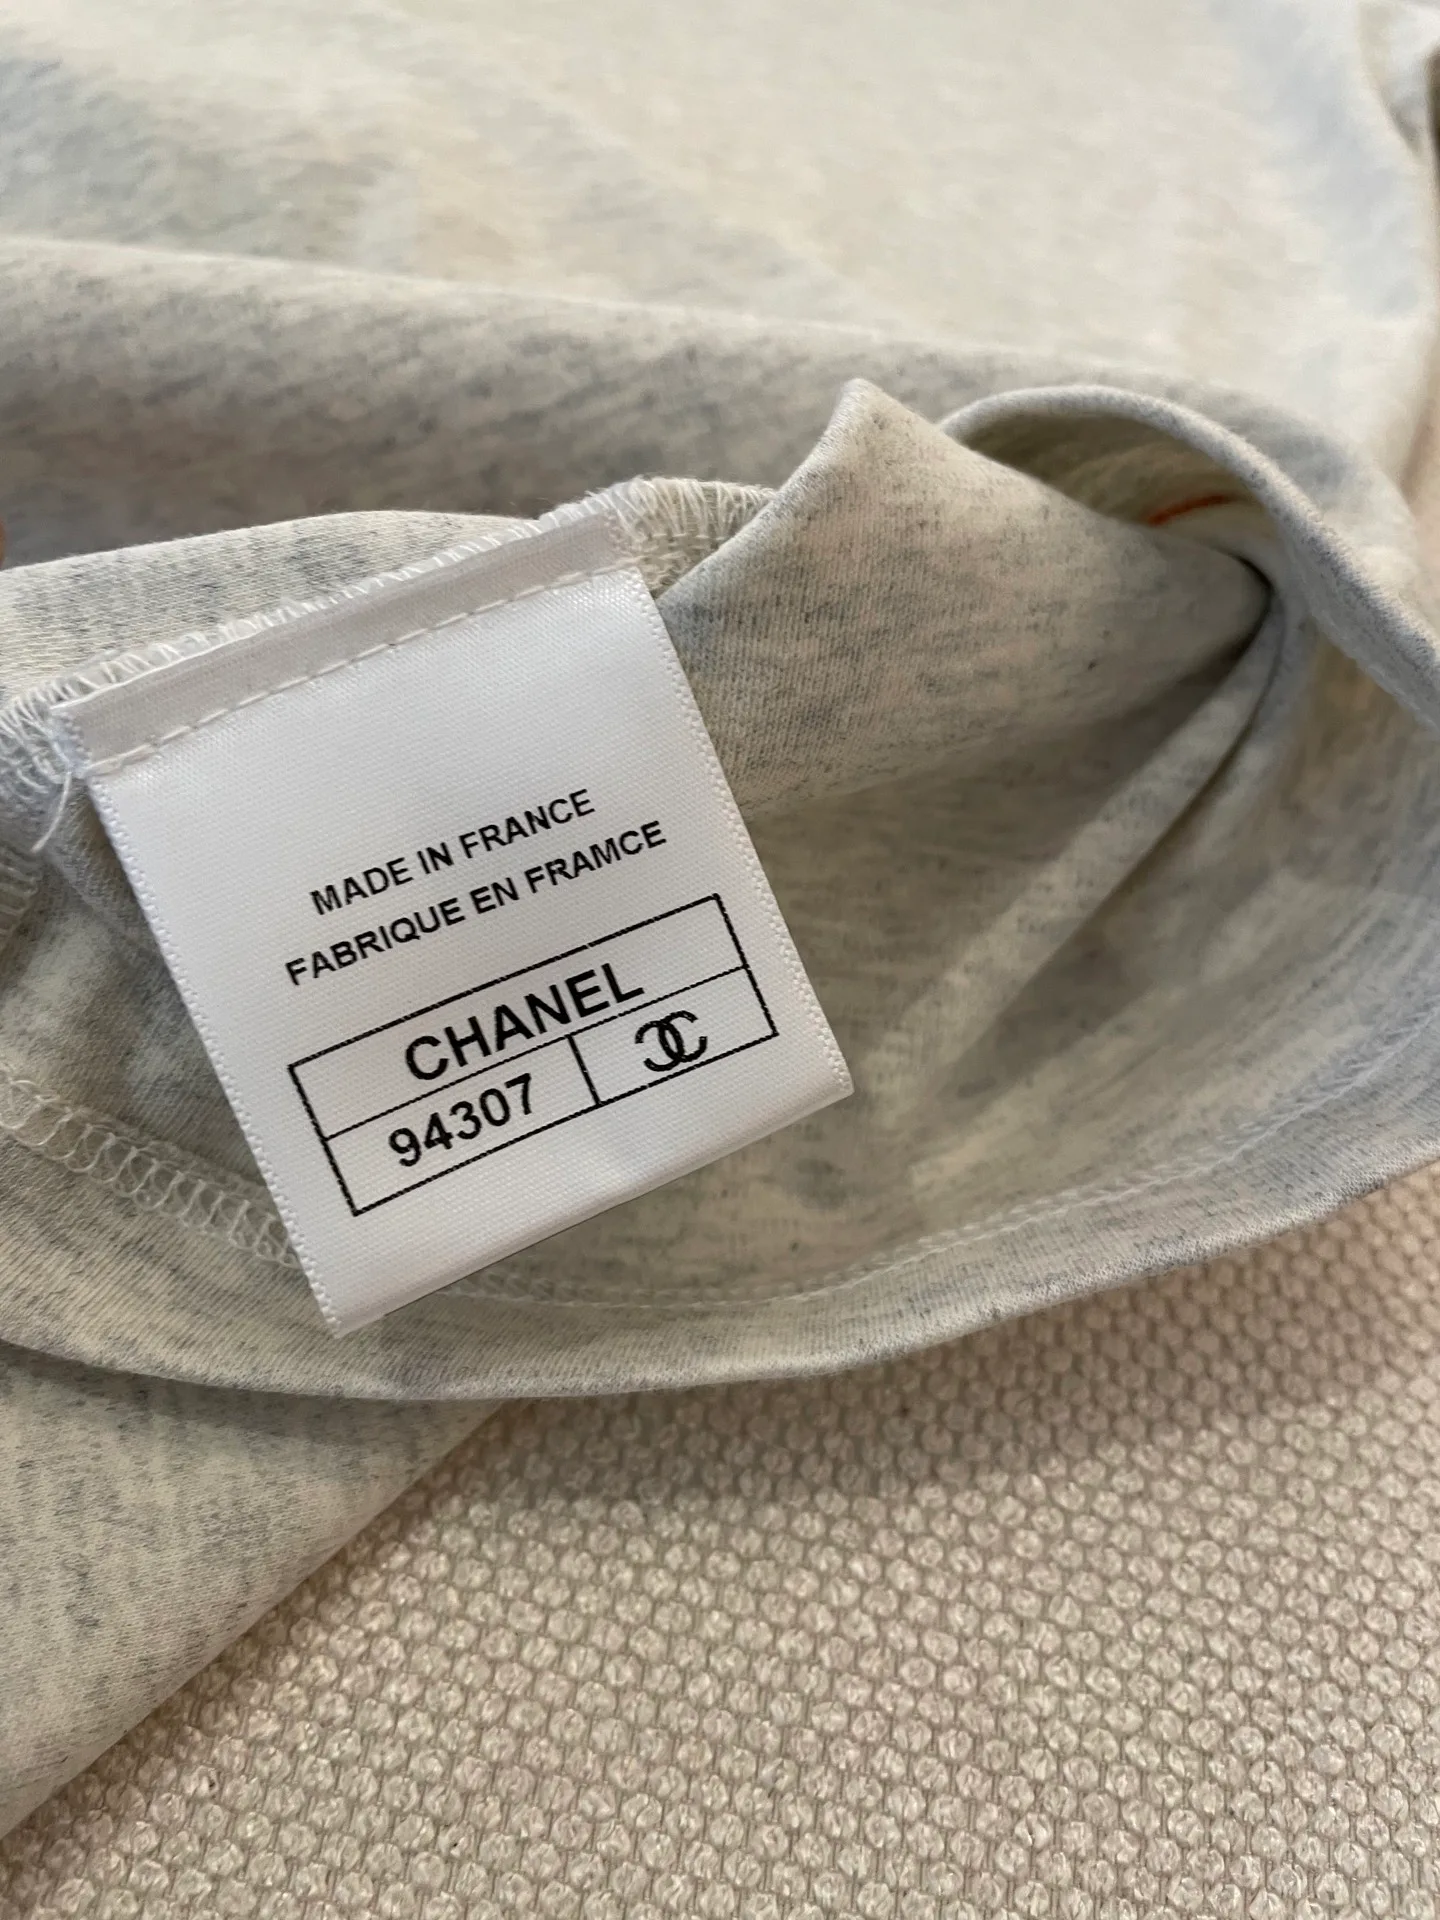 MADE IN FRANCE
FABRIQUE EN FRAMCE
CHANEL
94307